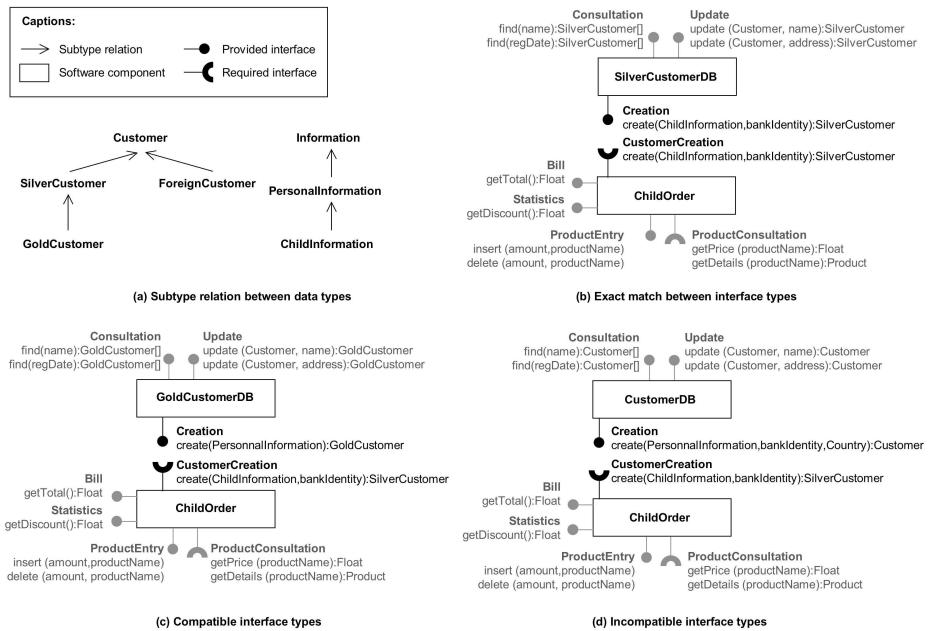 Captions:
Subtype relation
Provided interface
Software component
Required interface
Customer
Information
SilverCustomer
ForeignCustomer
PersonalInformation
GoldCustomer
ChildInformation
(a) Subtype relation between data types
Consultation
find(name):SilverCustomer[]
find(regDate):SilverCustomer[]
Update
update (Customer, name):SilverCustomer
update (Customer, address):SilverCustomer
SilverCustomerDB
Creation
create(ChildInformation,bankIdentity):SilverCustomer
CustomerCreation
create(ChildInformation,bankIdentity):SilverCustomer
Bill
getTotal():Float
Statistics
getDiscount():Float
ChildOrder
ProductEntry
insert (amount,productName)
delete (amount, productName)
ProductConsultation
getPrice (productName):Float
getDetails (productName):Product
(b) Exact match between interface types
Consultation
find(name):GoldCustomer[]
find(regDate):GoldCustomer[]
Update
update (Customer, name):GoldCustomer
update (Customer, address):GoldCustomer
GoldCustomerDB
Creation
create(PersonnalInformation):GoldCustomer
CustomerCreation
create(ChildInformation,bankIdentity):SilverCustomer
Bill
getTotal():Float
Statistics
getDiscount():Float
ChildOrder
ProductEntry
insert (amount,productName)
delete (amount, productName)
ProductConsultation
getPrice (productName):Float
getDetails (productName):Product
(c) Compatible interface types
Consultation
find(name):Customer[]
find(regDate):Customer[]
Update
update (Customer, name):Customer
update (Customer, address):Customer
CustomerDB
Creation
create(PersonnalInformation,bankIdentity,Country):Customer
CustomerCreation
create(ChildInformation,bankIdentity):SilverCustomer
Bill
getTotal():Float
Statistics
getDiscount():Float
ChildOrder
ProductEntry
insert (amount,productName)
delete (amount, productName)
ProductConsultation
getPrice (productName):Float
getDetails (productName):Product
(d) Incompatible interface types